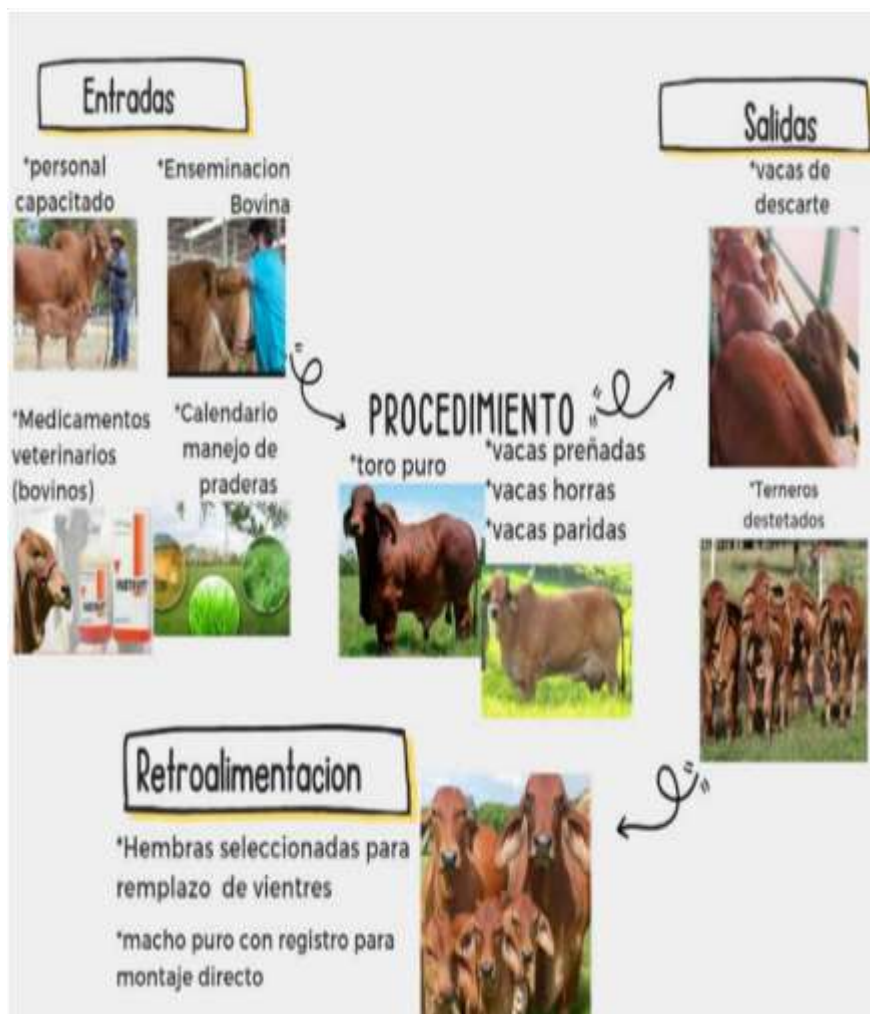 Entradas
*personal
capacitado
*Enseminacion
Bovina
*Medicamentos
veterinarios
(bovinos)
*Calendario
manejo de
praderas
PROCEDIMIENTO
*toro puro
*vacas preñadas
*vacas horras
*vacas paridas
Salidas
*vacas de
descarte
*Terneros
destetados
Retroalimentacion
*Hembras seleccionadas para
remplazo de vientres
*macho puro con registro para
montaje directo